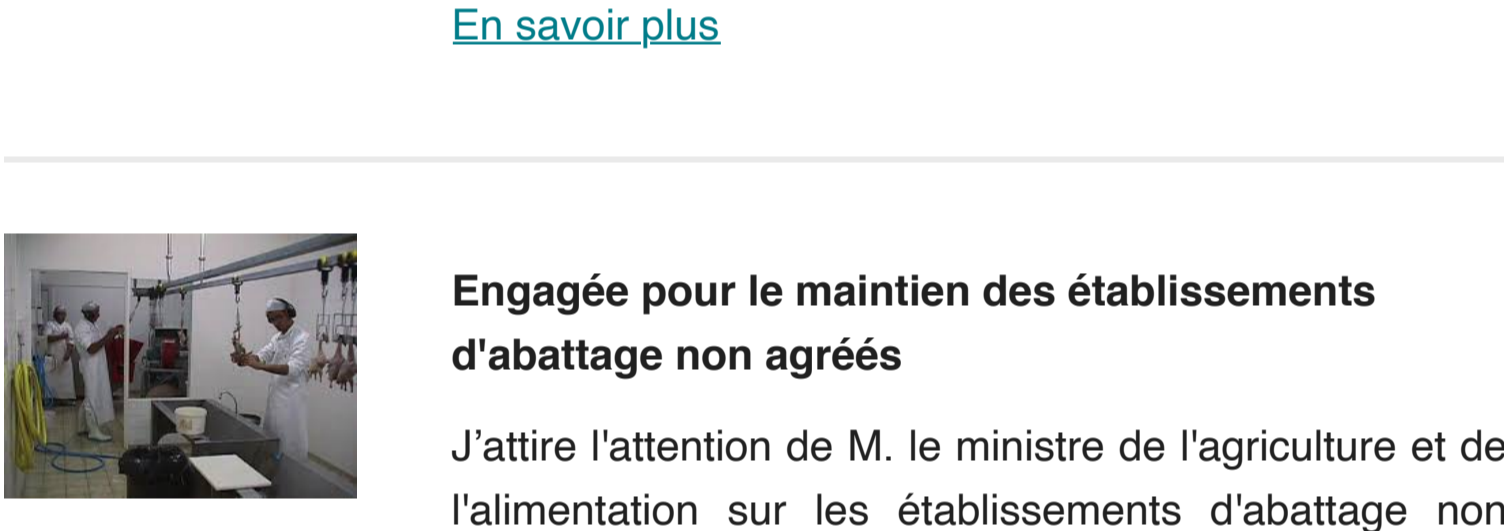 En savoir plus
Engagée pour le maintien des établissements
d'abattage non agréés
J’attire l'attention de M. le ministre de l'agriculture et de
l'alimentation sur les établissements d'abattage non